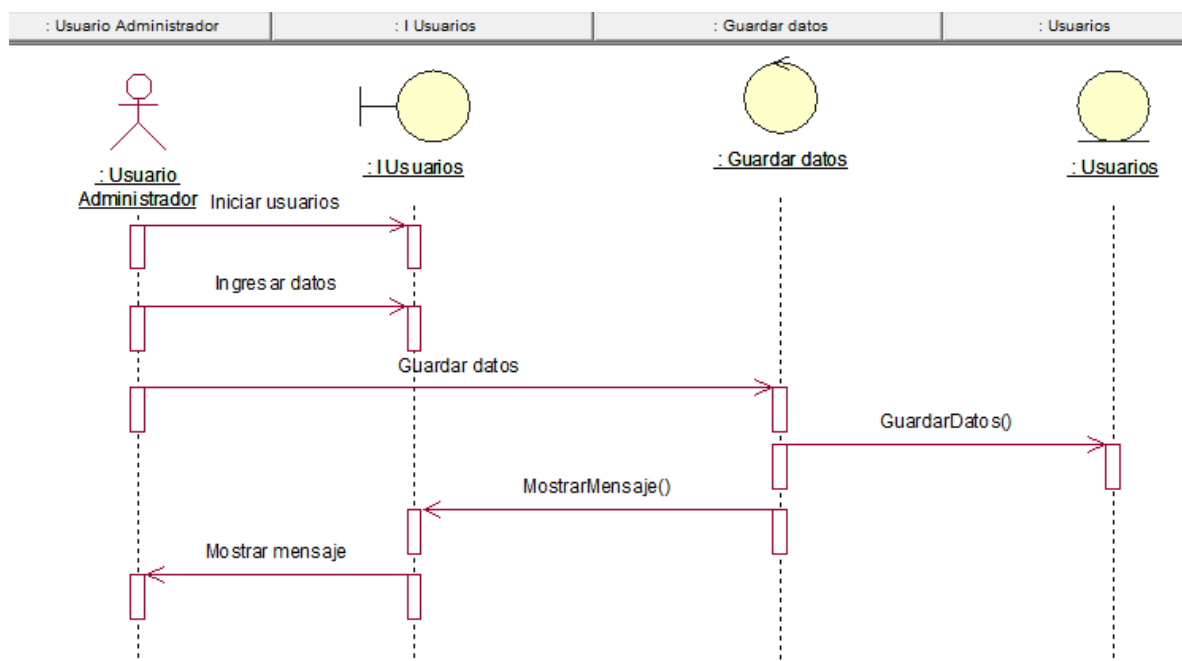 : Usuario Administrador
: I Usuarios
: Guardar datos
: Usuarios
: Usuario
Administrador
: I Usuarios
: Guardar datos
: Usuarios
Iniciar usuarios
Ingresar datos
Guardar datos
GuardarDatos()
MostrarMensaje()
Mostrar mensaje